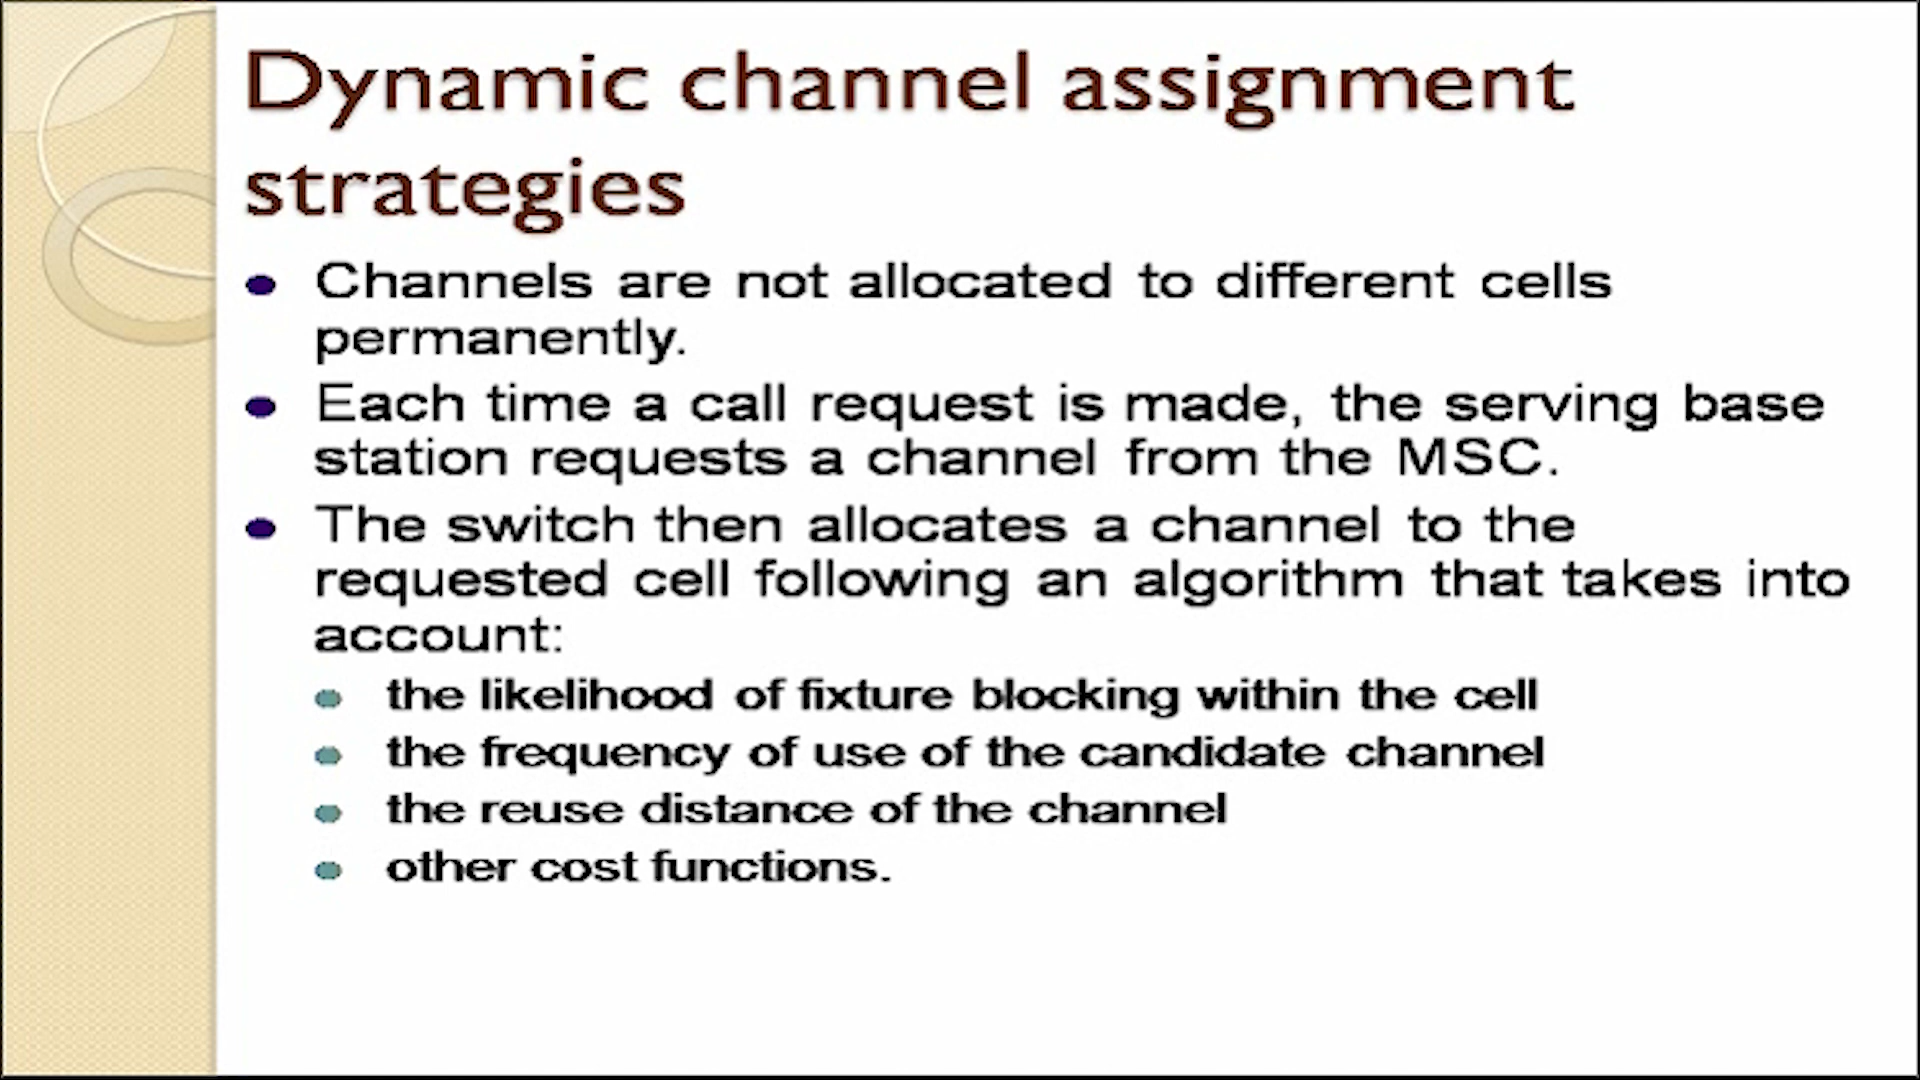 Dynamic channel assignment
strategies
Channels are not allocated to different cells
permanently.
Each time a call request is made, the serving base
station requests a channel from the MSC.
The switch then allocates a channel to the
requested cell following an algorithm that takes into
account:
the likelihood of fixture blocking within the cell
the frequency of use of the candidate channel
the reuse distance of the channel
other cost functions.